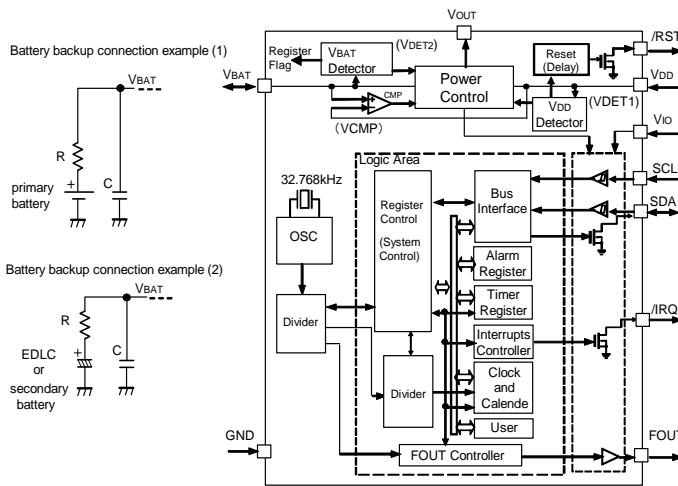 Battery backup connection example (1)
VBAT
R
+
C
primary
battery
Battery backup connection example (2)
VBAT
R
+
C
EDLC
or
secondary
battery
VOUT
Register
Flag
VBAT
Detector
(VDET2)
Power
Control
Reset
(Delay)
/RST
VBAT
VDD
+
−
CMP
(VCMP)
VDD
Detector
(VDET1)
VIO
Logic Area
SCL
SDA
32.768kHz
OSC
Register
Control
(System
Control)
Bus
Interface
Alarm
Register
Divider
Timer
Register
/IRQ
Interrupts
Controller
Divider
Clock
and
Calende
User
GND
FOUT Controller
FOUT